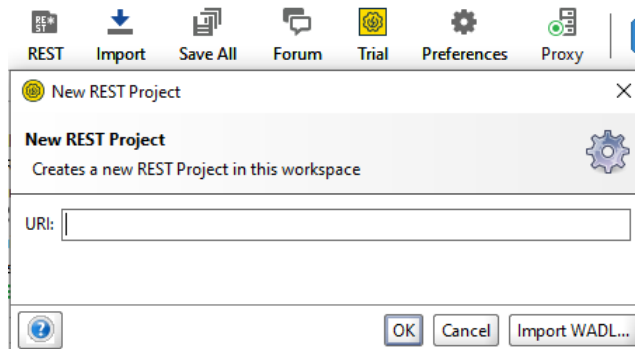 REST Import Save All Forum Trial Preferences Proxy
New REST Project
New REST Project
Creates a new REST Project in this workspace
URI:
OK Cancel Import WADL...